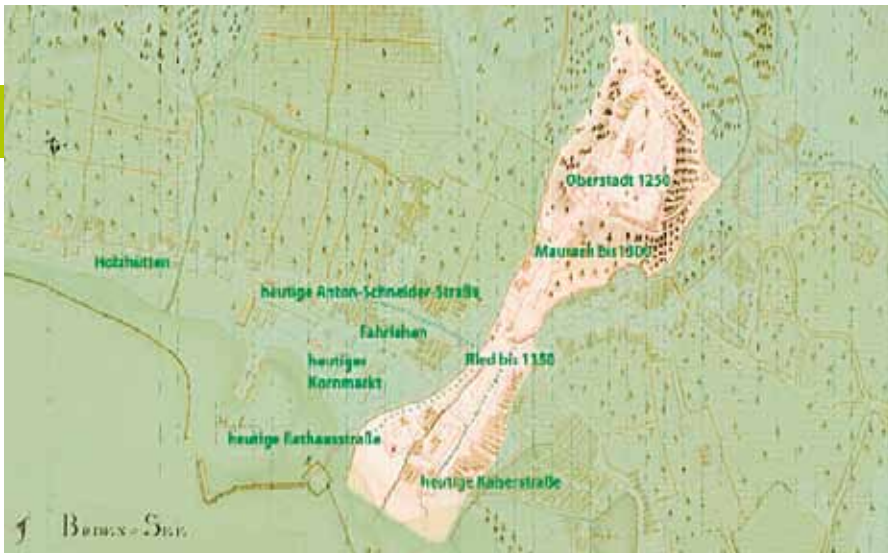 Oberstadt 1250
Maurach bis 1300
Holzhütten
heutige Anton-Schneider-Straße
Fahrlehen
Ried bis 1350
heutiger
Kornmarkt
heutige Rathausstraße
heutige Kaiserstraße
Boden-See